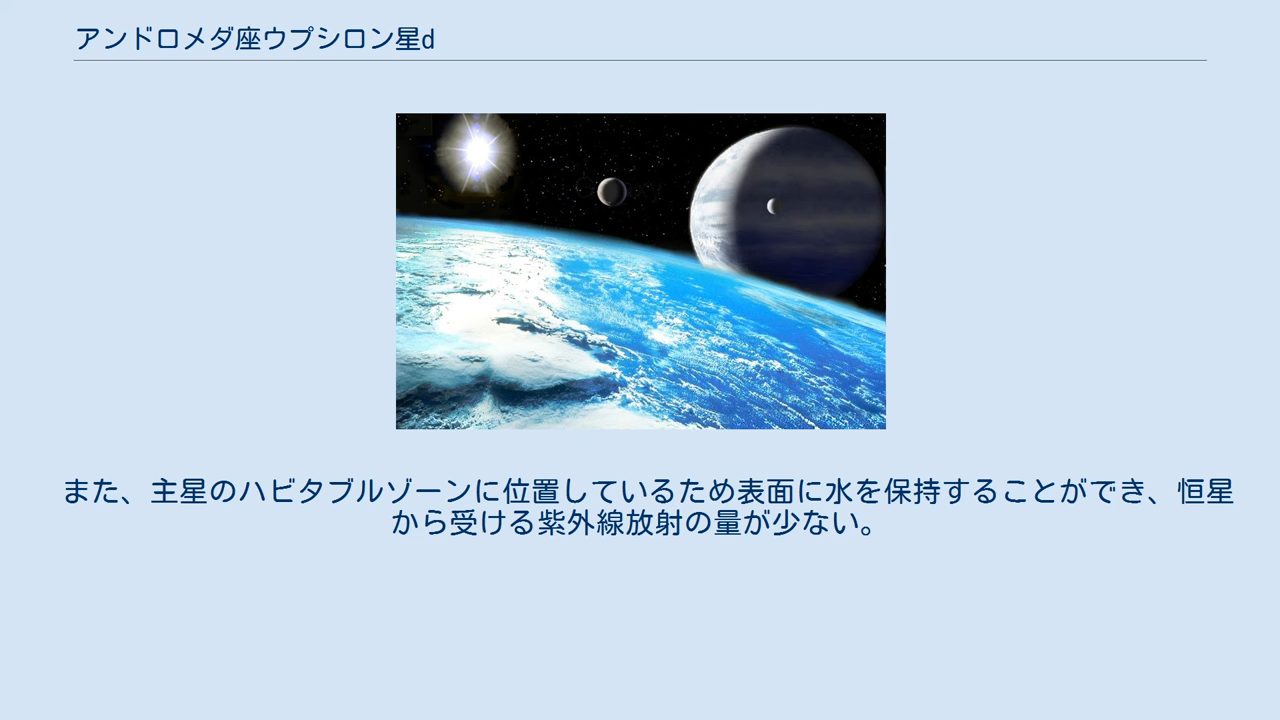 アンドロメダ座ウプシロン星d
また、主星のハビタブルゾーンに位置しているため表面に水を保持することができ、恒星
から受ける紫外線放射の量が少ない。